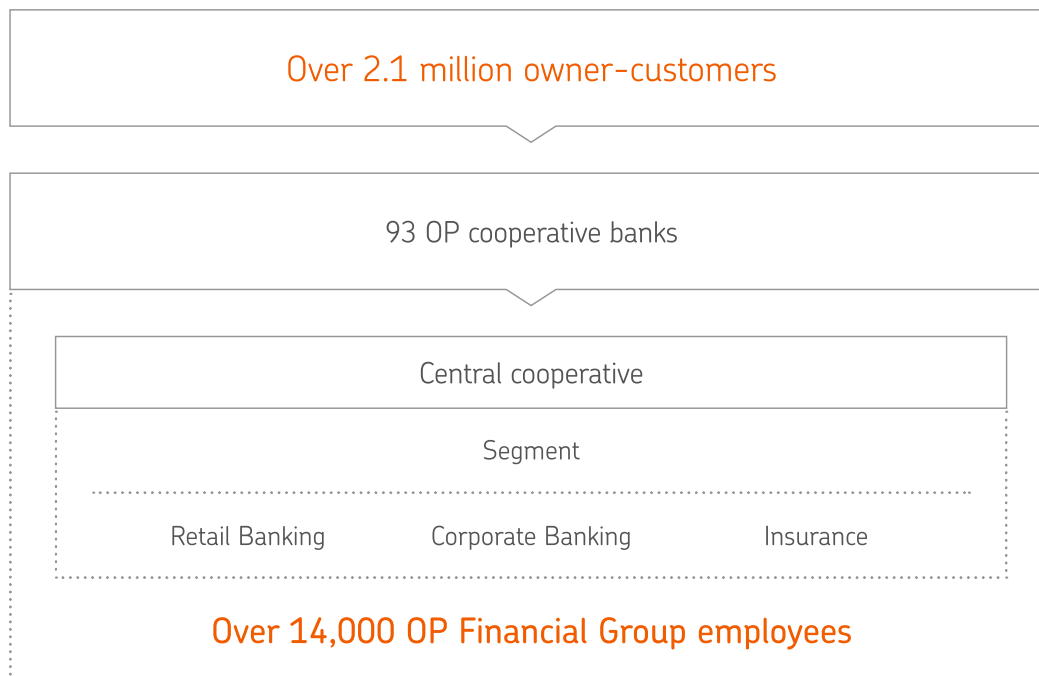 Over 2.1 million owner-customers
93 OP cooperative banks
Central cooperative
Segment
Retail Banking
Corporate Banking
Insurance
Over 14,000 OP Financial Group employees